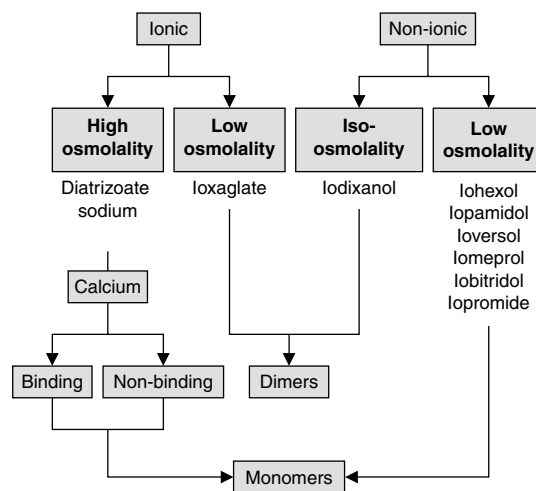 Ionic
Non-ionic
High
osmolality
Low
osmolality
Iso-
osmolality
Low
osmolality
Diatrizoate
sodium
Ioxaglate
Iodixanol
Iohexol
Iopamidol
Ioversol
Iomeprol
Iobitridol
Iopromide
Calcium
Binding
Non-binding
Dimers
Monomers